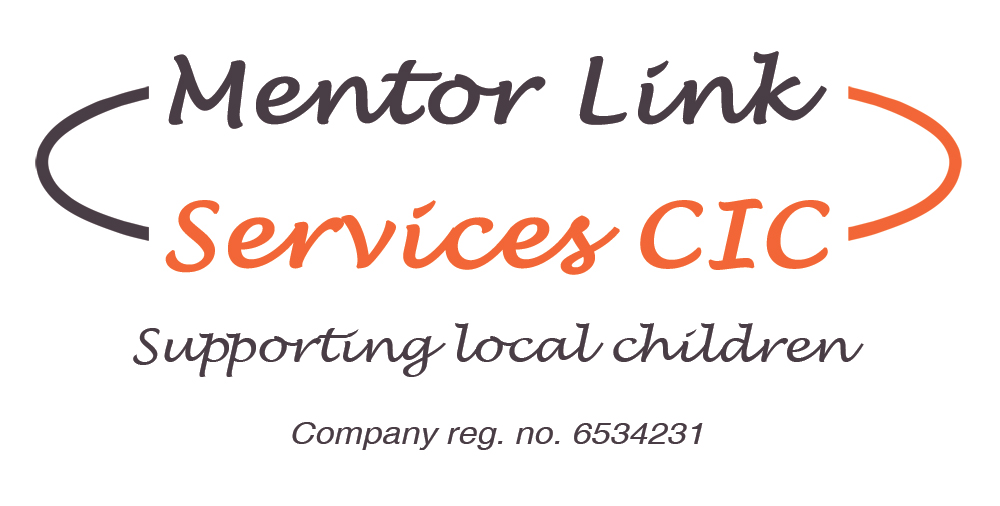 Mentor Link
Services CIC
Supporting local children
Company reg. no. 6534231